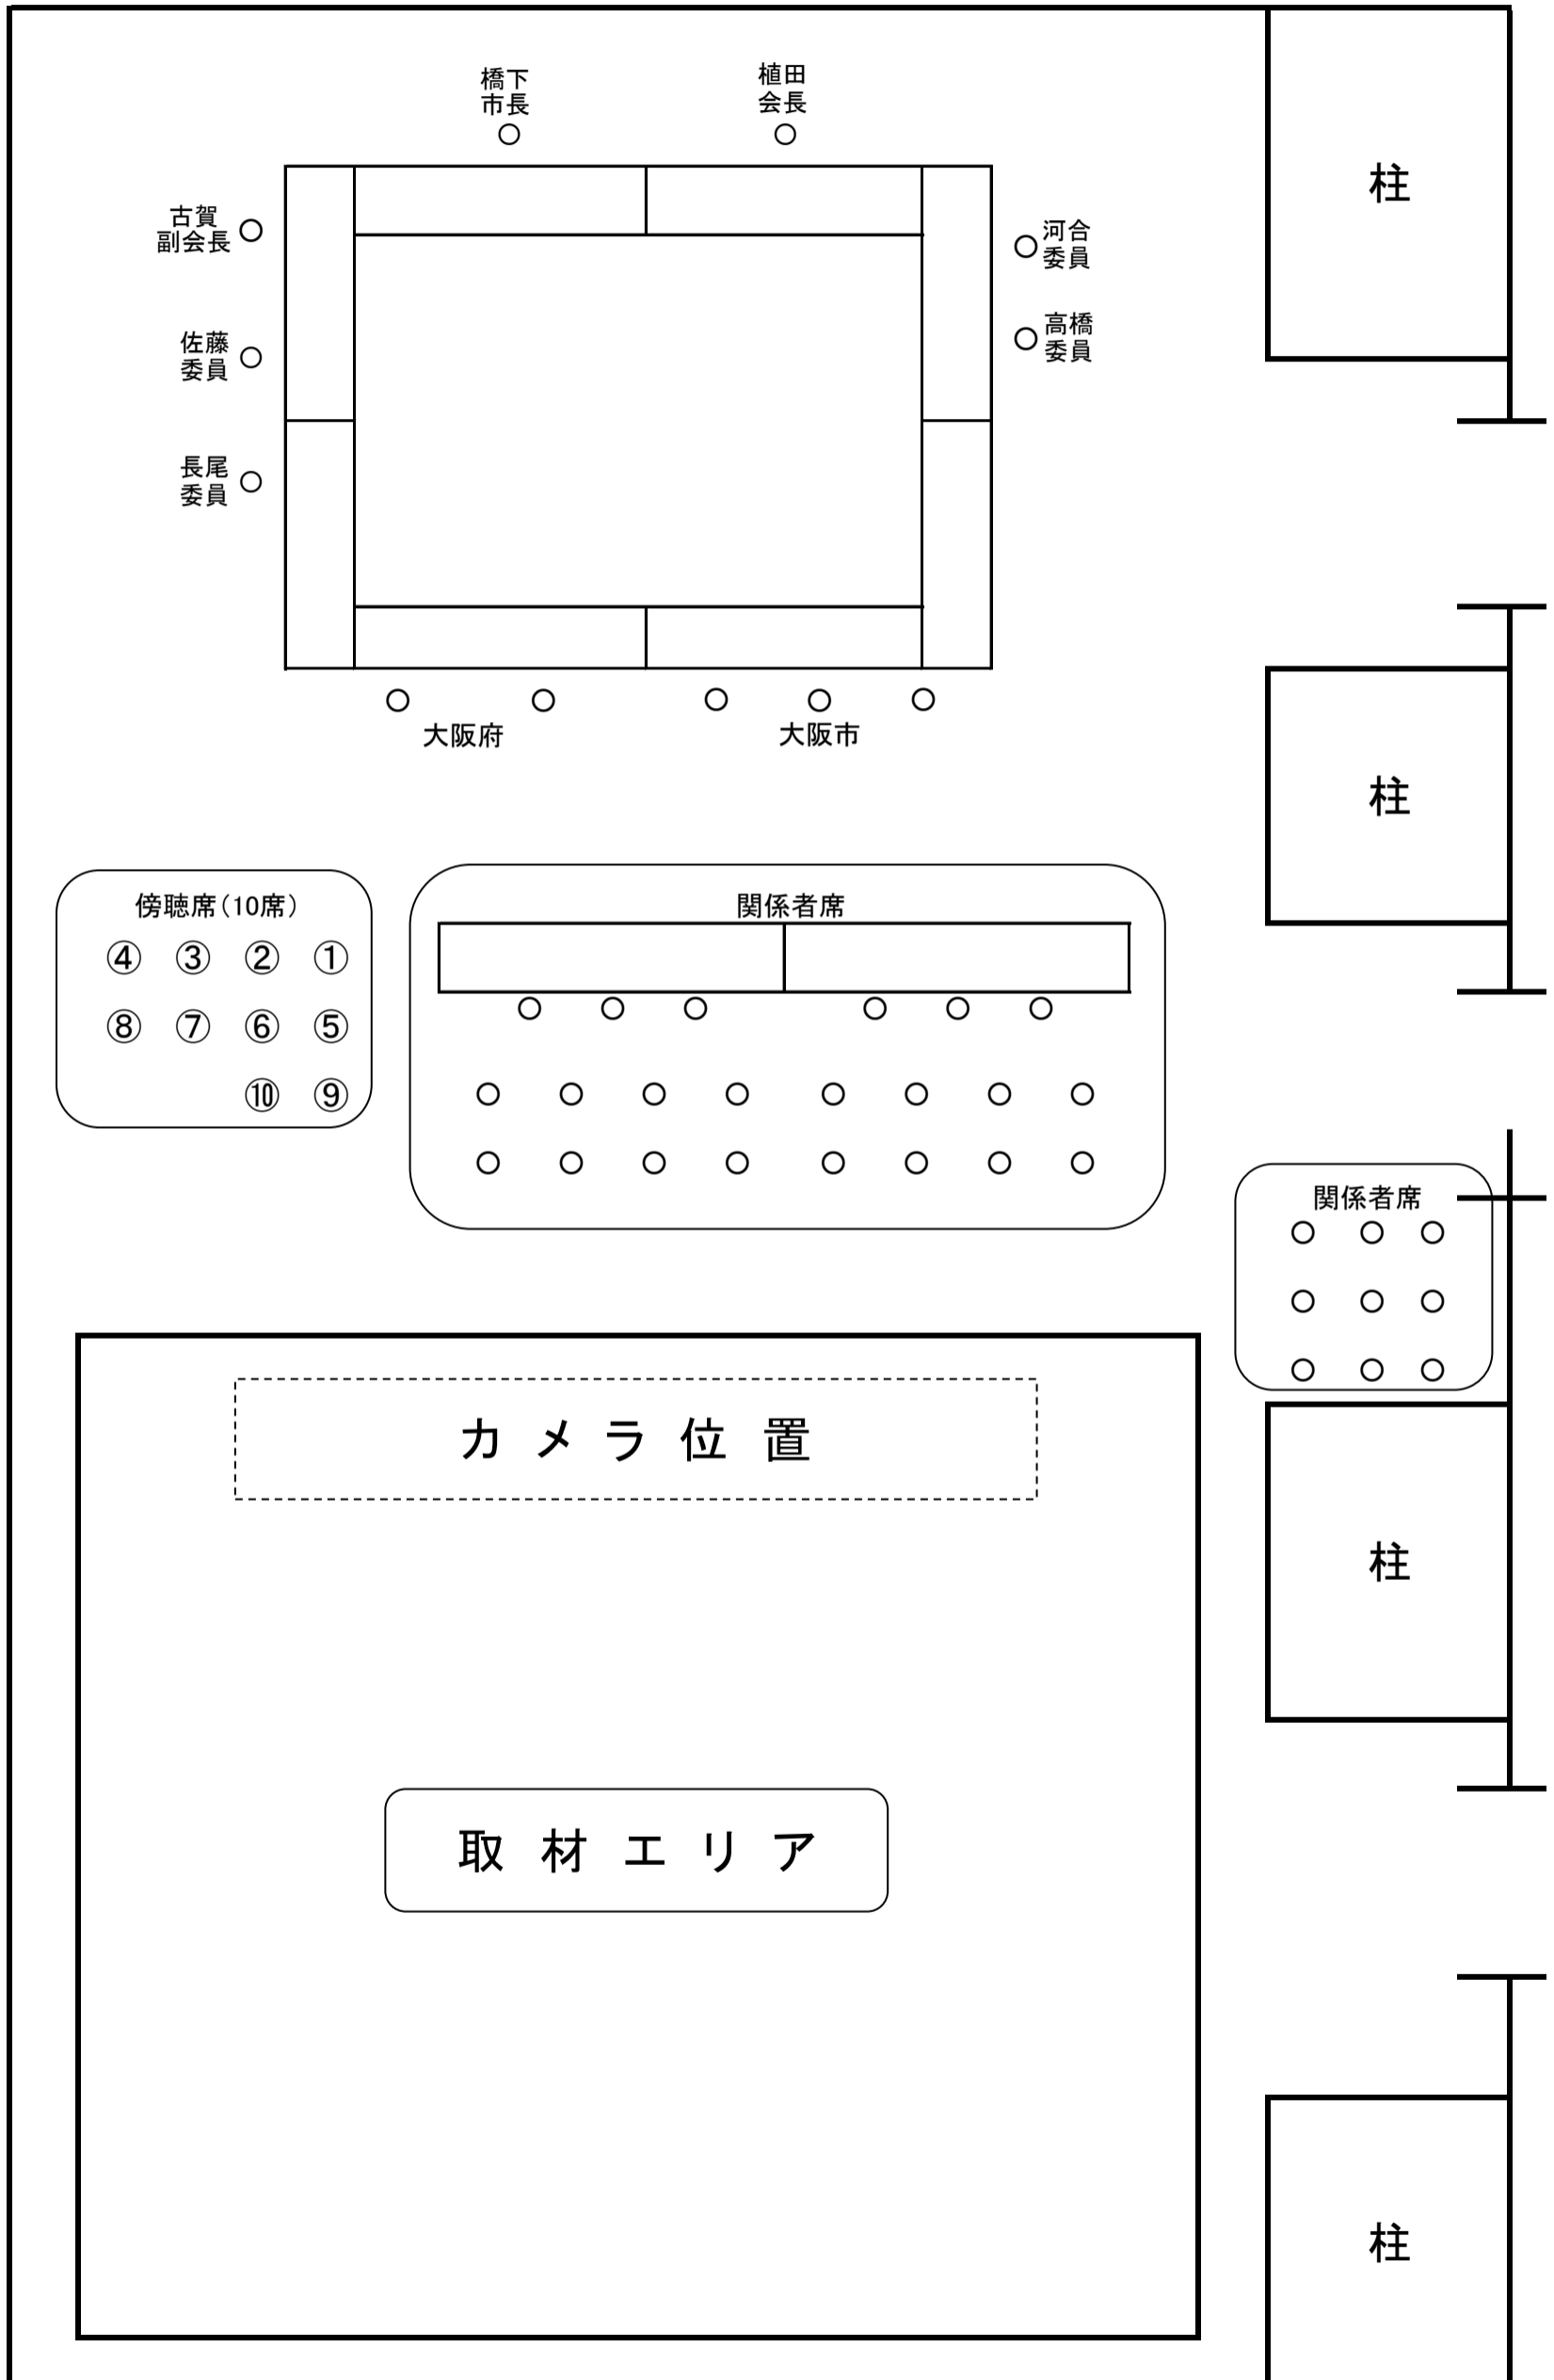 橋下
市長
植田
会長
柱
古賀
副会長
河合
委員
佐藤
委員
高橋
委員
長尾
委員
大阪府
大阪市
柱
傍聴席(10席)
④ ③ ② ①
⑧ ⑦ ⑥ ⑤
⑩ ⑨
関係者席
関係者席
カメラ位置
柱
取材エリア
柱